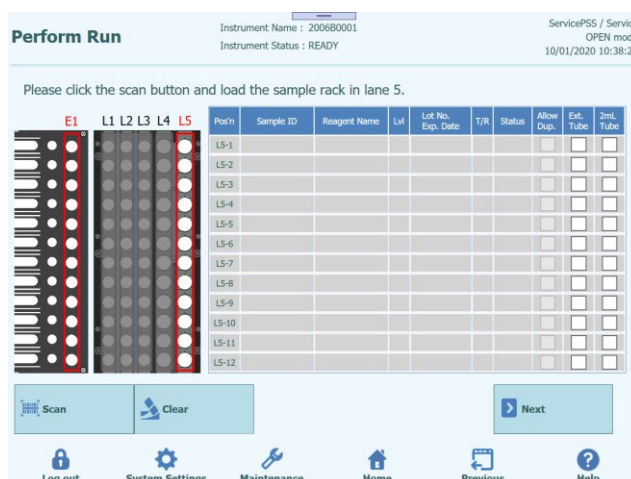 Perform Run
Instrument Name : 2006B0001
Instrument Status : READY
ServicePSS / Servic
OPEN mod
10/01/2020 10:38:2
Please click the scan button and load the sample rack in lane 5.
E1 L1 L2 L3 L4 L5
Pos'n Sample ID Reagent Name Lvl Lot No. Exp. Date T/R Status Allow Dup. Ext. Tube 2mL Tube
L5-1
L5-2
L5-3
L5-4
L5-5
L5-6
L5-7
L5-8
L5-9
L5-10
L5-11
L5-12
Scan Clear Next
Log out System Settings Maintenance Home Previous Help